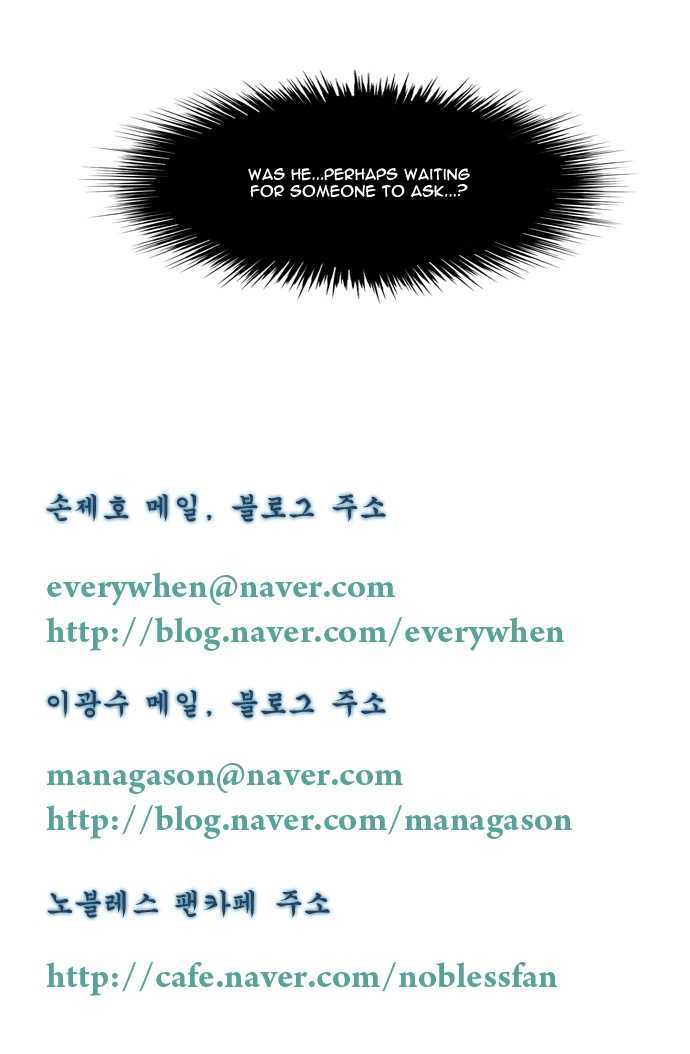 WAS HE...PERHAPS WAITING
FOR SOMEONE TO ASK...?
손제호 메일, 블로그 주소
everywhen@naver.com
http://blog.naver.com/everywhen
이광수 메일, 블로그 주소
managason@naver.com
http://blog.naver.com/managason
노블레스 팬카페 주소
http://cafe.naver.com/noblessfan